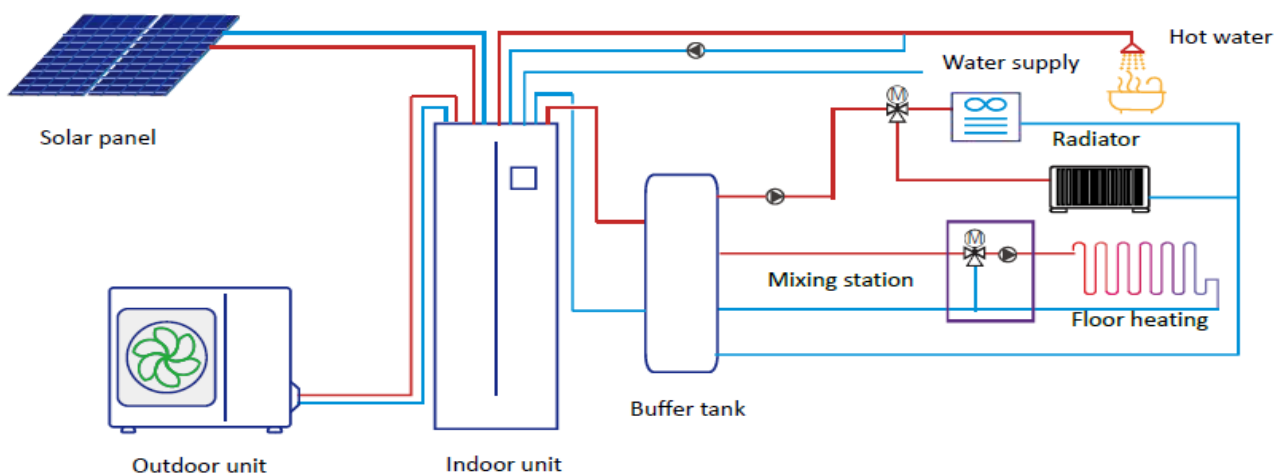 Hot water
Water supply
Solar panel
M
Radiator
M
Mixing station
Floor heating
Buffer tank
Outdoor unit
Indoor unit